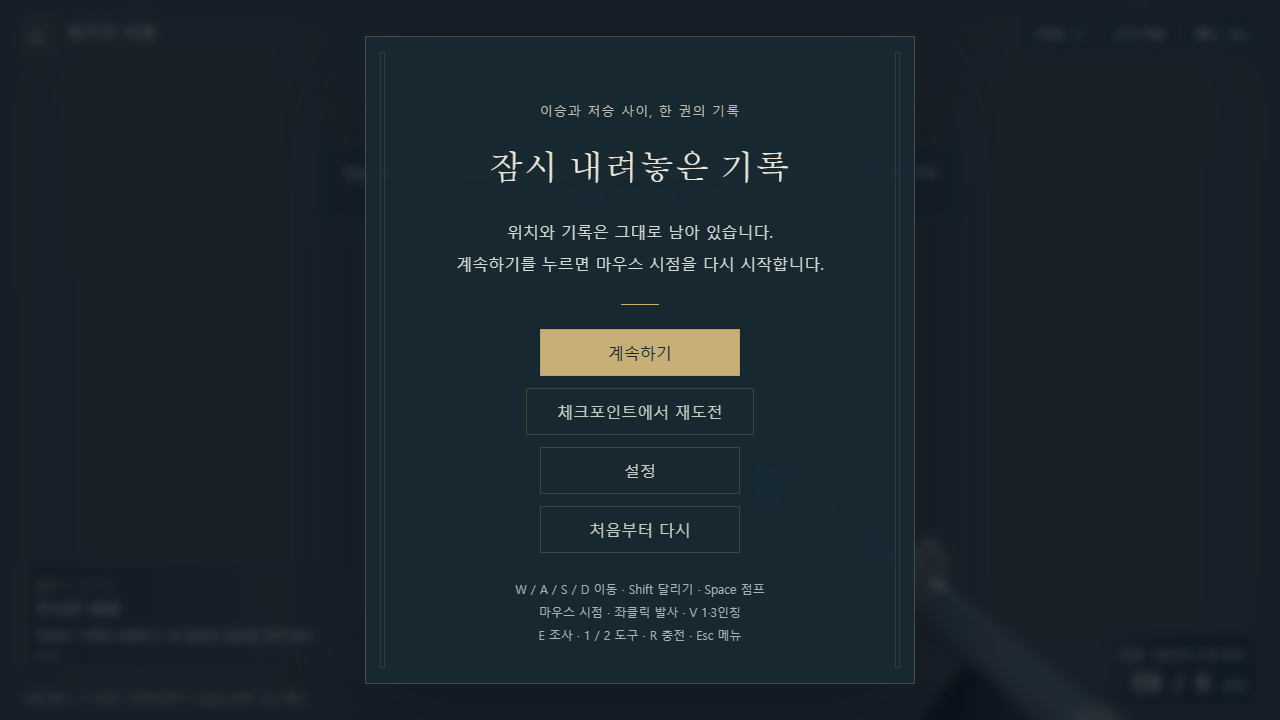 이승과 저승 사이, 한 권의 기록
잠시 내려놓은 기록
위치와 기록은 그대로 남아 있습니다.
계속하기를 누르면 마우스 시점을 다시 시작합니다.
계속하기
체크포인트에서 재도전
설정
처음부터 다시
W / A / S / D 이동 · Shift 달리기 · Space 점프
마우스 시점 · 좌클릭 발사 · V 1·3인칭
E 조사 · 1 / 2 도구 · R 충전 · Esc 메뉴